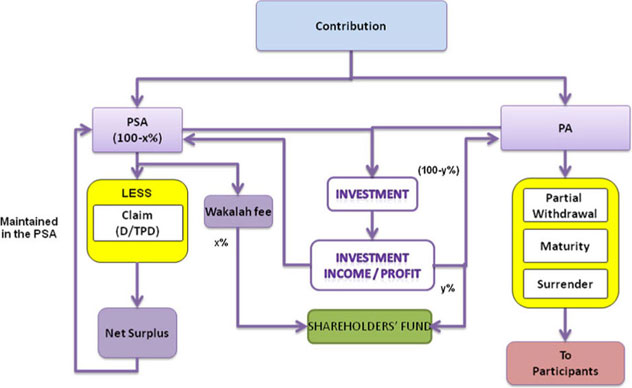 Contribution
PSA
(100-x%)
PA
(100-y%)
LESS
Claim
(D/TPD)
Wakalah fee
x%
INVESTMENT
Partial
Withdrawal
Maturity
Surrender
Maintained
in the PSA
INVESTMENT
INCOME / PROFIT
y%
Net Surplus
SHAREHOLDERS' FUND
To
Participants